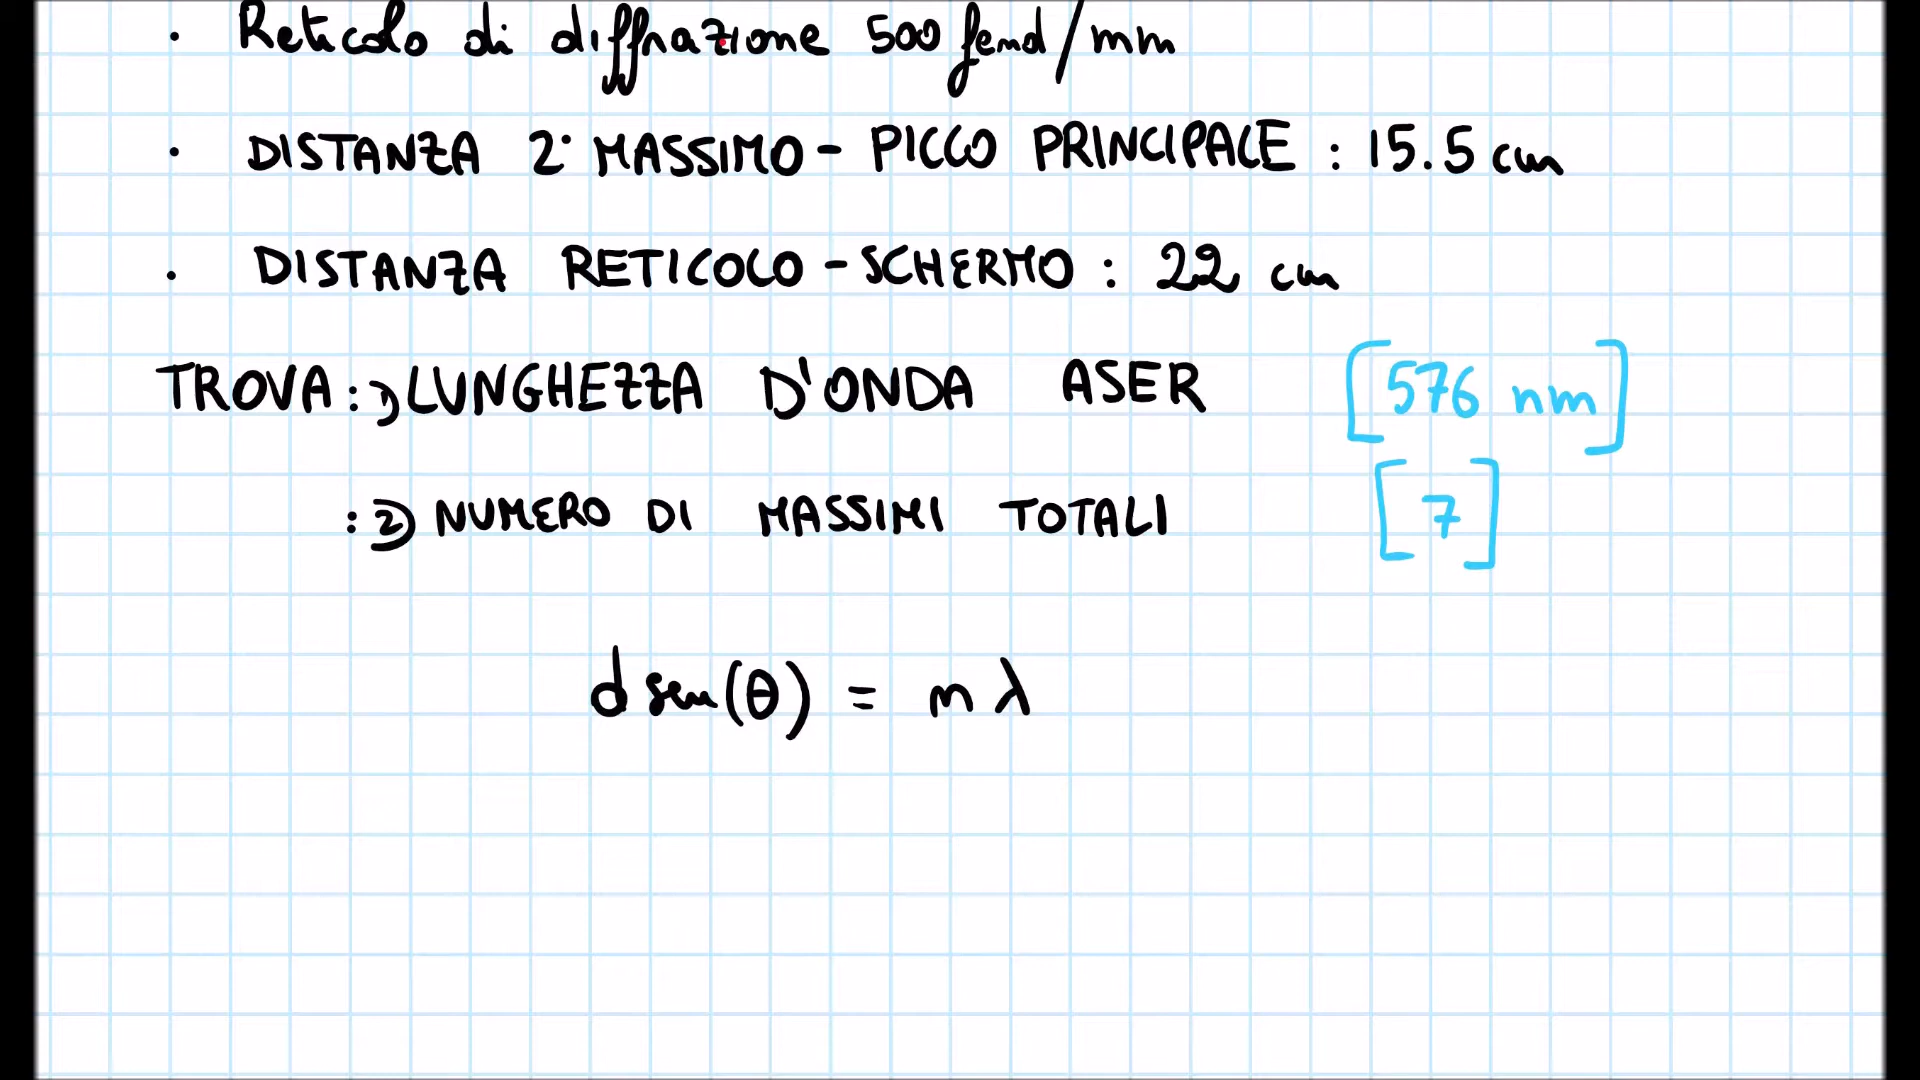 · Reticolo di diffrazione 500 fend/mm
· DISTANZA 2° MASSIMO - PICCO PRINCIPALE : 15.5 cm
· DISTANZA RETICOLO - SCHERMO : 22 cm
TROVA : 1) LUNGHEZZA D'ONDA ASER [576 nm]
: 2) NUMERO DI MASSIMI TOTALI [7]
d sen(θ) = m λ